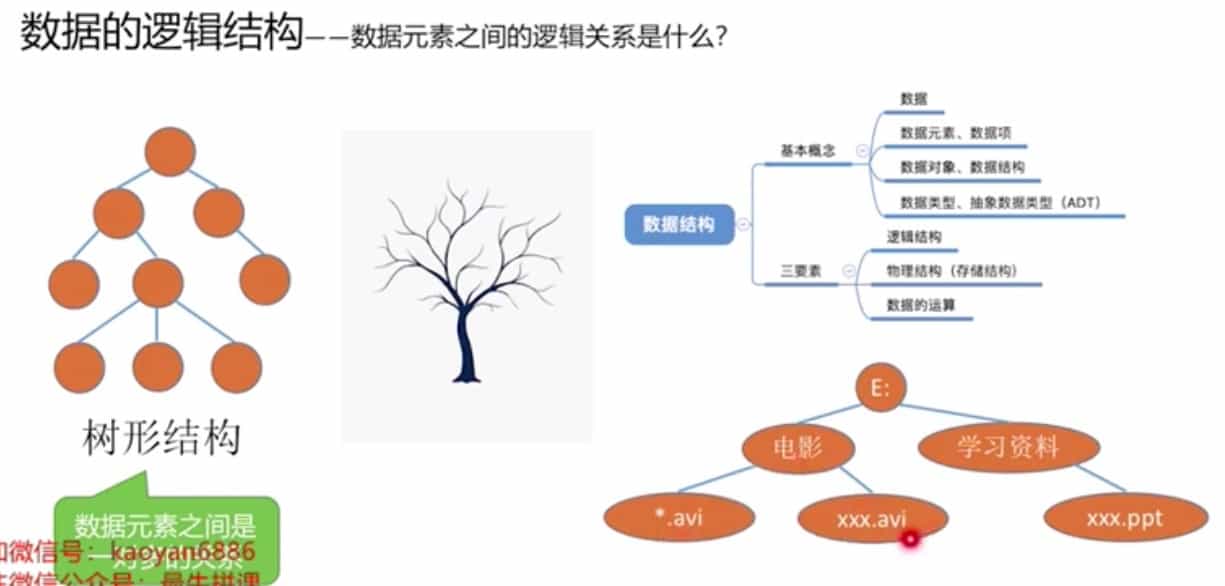 数据的逻辑结构——数据元素之间的逻辑关系是什么?
数据
数据元素、数据项
基本概念
数据对象、数据结构
数据类型、抽象数据类型（ADT）
数据结构
逻辑结构
三要素
物理结构（存储结构）
数据的运算
树形结构
数据元素之间是
一对多的关系
E:
电影
学习资料
*.avi
xxx.avi
xxx.ppt
微信号：kaoyan6886
微信公众号：最牛拼课